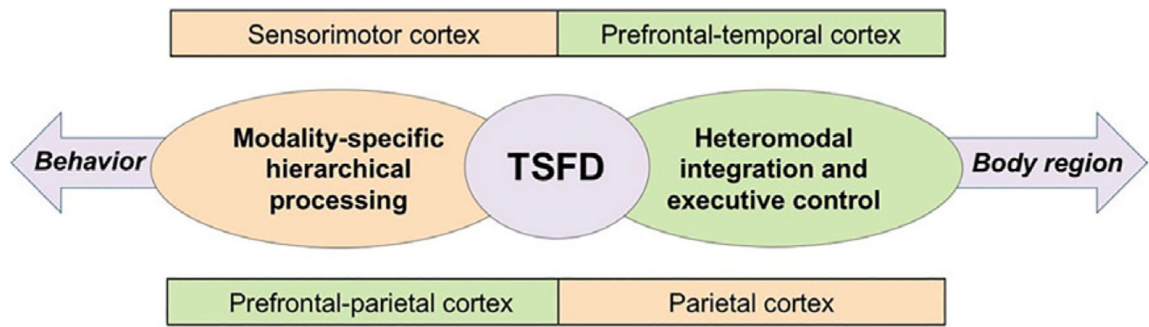 Sensorimotor cortex
Prefrontal-temporal cortex
Behavior
Modality-specific
hierarchical
processing
TSFD
Heteromodal
integration and
executive control
Body region
Prefrontal-parietal cortex
Parietal cortex